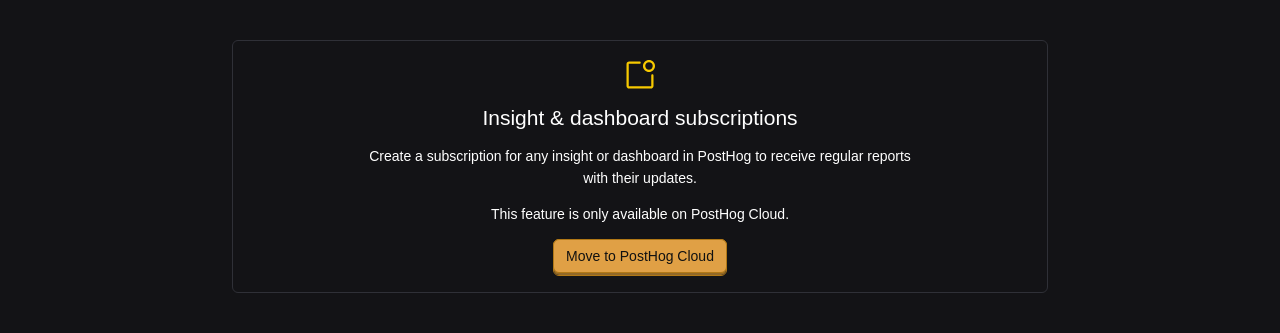 Insight & dashboard subscriptions
Create a subscription for any insight or dashboard in PostHog to receive regular reports
with their updates.
This feature is only available on PostHog Cloud.
Move to PostHog Cloud